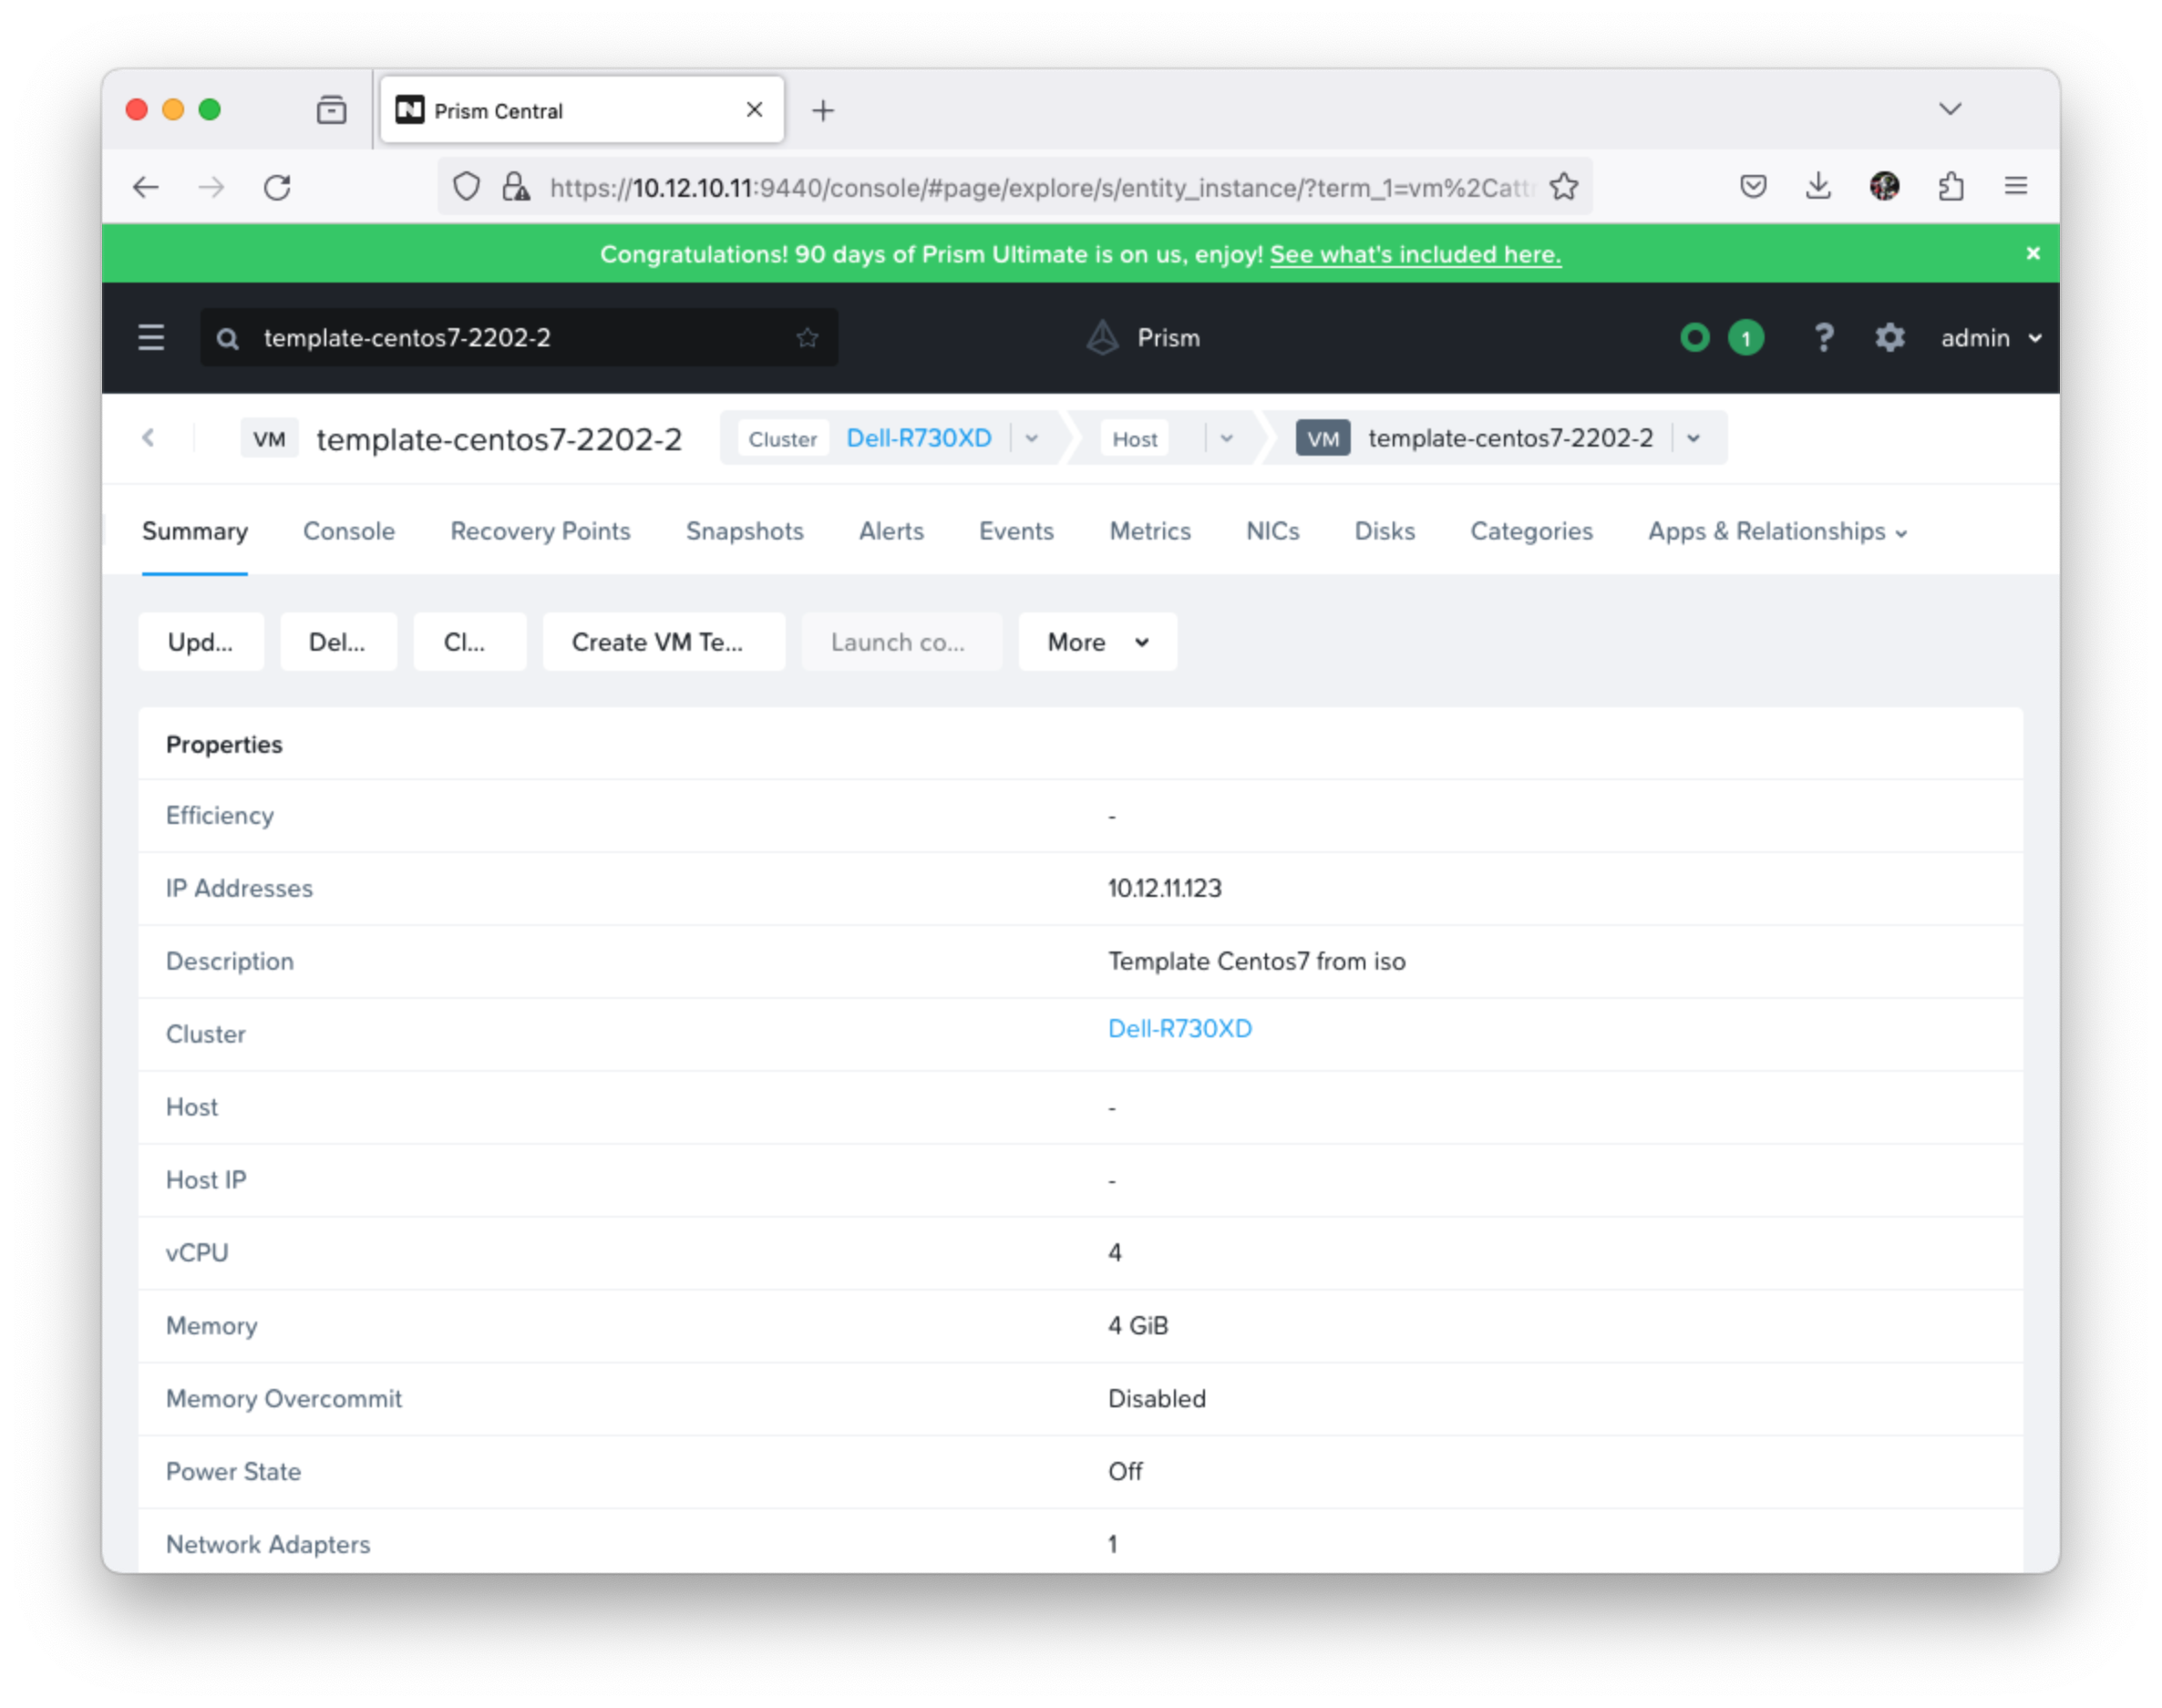 Prism Central
https://10.12.10.11:9440/console/#page/explore/s/entity_instance/?term_1=vm%2Catt
Congratulations! 90 days of Prism Ultimate is on us, enjoy! See what's included here.
template-centos7-2202-2
Prism
1
?
admin
VM template-centos7-2202-2 Cluster Dell-R730XD Host VM template-centos7-2202-2
Summary Console Recovery Points Snapshots Alerts Events Metrics NICs Disks Categories Apps & Relationships
Upd... Del... Cl... Create VM Te... Launch co... More
Properties
Efficiency -
IP Addresses 10.12.11.123
Description Template Centos7 from iso
Cluster Dell-R730XD
Host -
Host IP -
vCPU 4
Memory 4 GiB
Memory Overcommit Disabled
Power State Off
Network Adapters 1